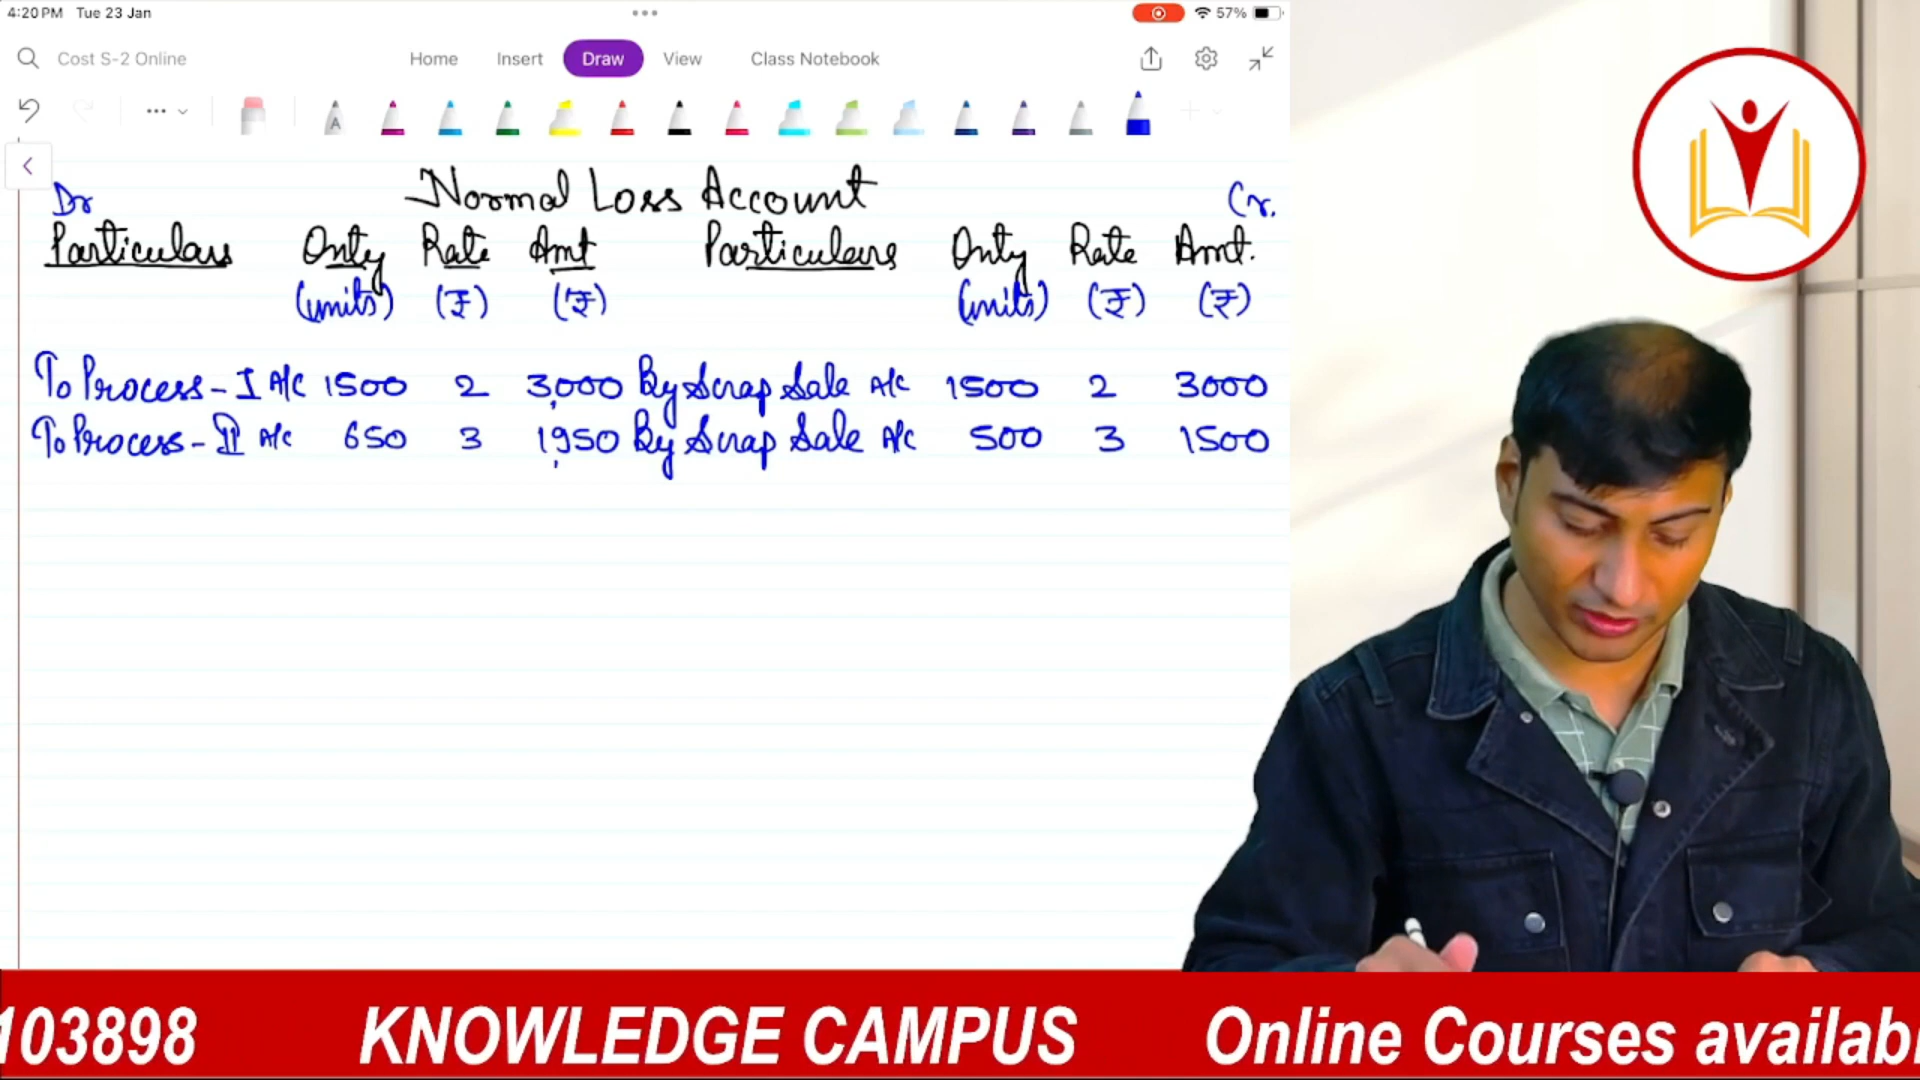 4:20 PM Tue 23 Jan
57%
Cost S-2 Online
Home Insert Draw View Class Notebook
A
Normal Loss Account
Dr Cr.
Particulars Qnty Rate Amt Particulars Qnty Rate Amt.
(units) (₹) (₹) (units) (₹) (₹)
To Process-I A/c 1500 2 3,000 By Scrap Sale A/c 1500 2 3000
To Process-II A/c 650 3 1,950 By Scrap Sale A/c 500 3 1500
103898 KNOWLEDGE CAMPUS Online Courses availabl